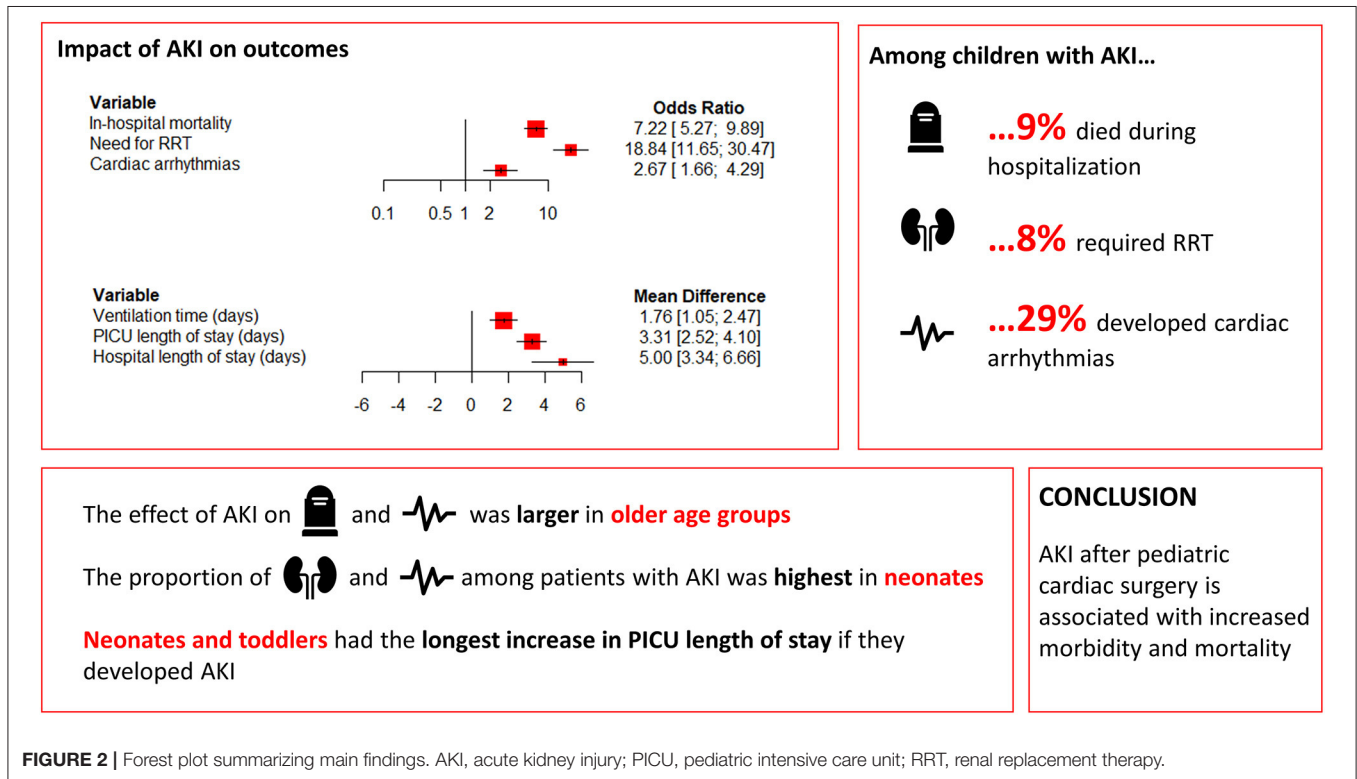 Impact of AKI on outcomes
Variable Odds Ratio
In-hospital mortality 7.22 [ 5.27; 9.89]
Need for RRT 18.84 [11.65; 30.47]
Cardiac arrhythmias 2.67 [ 1.66; 4.29]
0.1 0.5 1 2 10
Variable Mean Difference
Ventilation time (days) 1.76 [1.05; 2.47]
PICU length of stay (days) 3.31 [2.52; 4.10]
Hospital length of stay (days) 5.00 [3.34; 6.66]
-6 -4 -2 0 2 4 6
Among children with AKI...
...9% died during
hospitalization
...8% required RRT
...29% developed cardiac
arrhythmias
The effect of AKI on and was larger in older age groups
The proportion of and among patients with AKI was highest in neonates
Neonates and toddlers had the longest increase in PICU length of stay if they
developed AKI
CONCLUSION
AKI after pediatric
cardiac surgery is
associated with increased
morbidity and mortality
FIGURE 2 | Forest plot summarizing main findings. AKI, acute kidney injury; PICU, pediatric intensive care unit; RRT, renal replacement therapy.